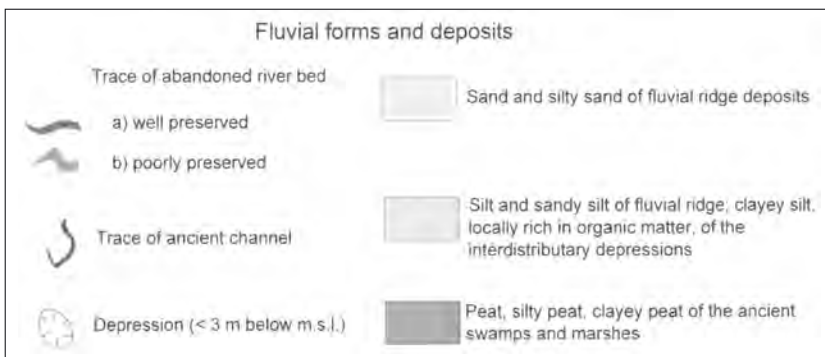 Fluvial forms and deposits
Trace of abandoned river bed
a) well preserved
b) poorly preserved
Trace of ancient channel
Depression (< 3 m below m.s.l.)
Sand and silty sand of fluvial ridge deposits
Silt and sandy silt of fluvial ridge, clayey silt,
locally rich in organic matter, of the
interdistributary depressions
Peat, silty peat, clayey peat of the ancient
swamps and marshes